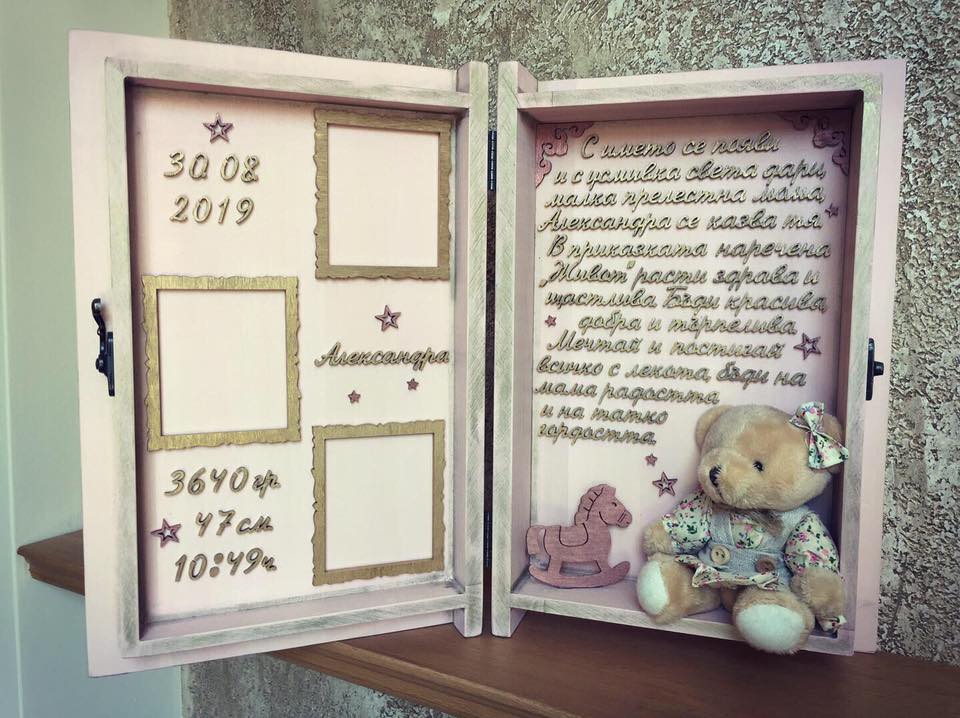 30.08
2019
Александра
3640 гр.
47 см
10:49 ч.
С името се появи
и с усмивка света дари,
малка прелестна мома,
Александра се казва тя.
В приказката наречена
„Живот“ расти здрава и
щастлива. Бъди красива,
добра и търпелива.
Мечтай и постигай
всичко с лекота, бъди на
мама радостта
и на татко
гордостта.